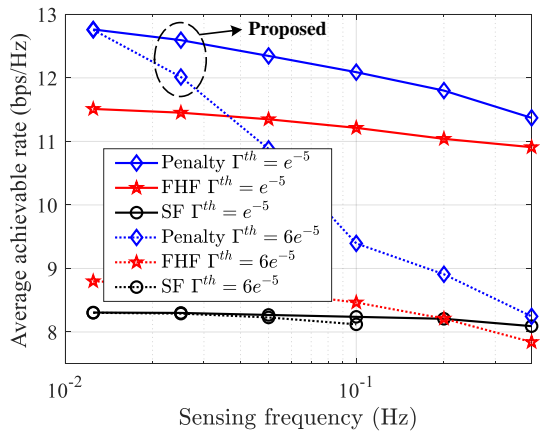 13
Proposed
12
11
10
9
8
Average achievable rate (bps/Hz)
Penalty Γ^{th} = e^{-5}
FHF Γ^{th} = e^{-5}
SF Γ^{th} = e^{-5}
Penalty Γ^{th} = 6e^{-5}
FHF Γ^{th} = 6e^{-5}
SF Γ^{th} = 6e^{-5}
10^{-2}
10^{-1}
Sensing frequency (Hz)